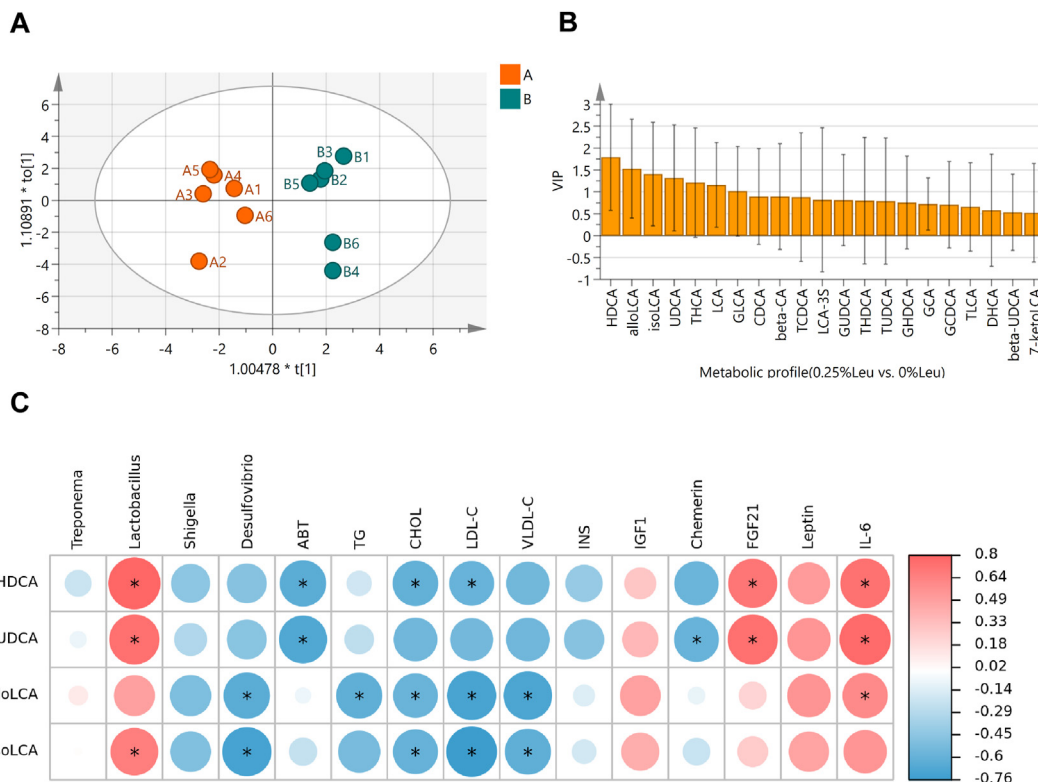 A
B
A
B
6
4
2
0
-2
-4
-6
-8
-8
-6
-4
-2
0
2
4
6
1.10891 * to[1]
1.00478 * t[1]
A5
A4
A3
A1
A6
A2
B3
B1
B2
B5
B6
B4
VIP
3
2.5
2
1.5
1
0.5
0
-0.5
-1
HDCA
alloLCA
isoLCA
UDCA
THCA
LCA
GLCA
CDCA
beta-CA
TCDCA
LCA-3S
GUDCA
THDCA
TUDCA
GHDCA
GCA
GCDCA
TLCA
DHCA
beta-UDCA
7-ketoLCA
Metabolic profile(0.25%Leu vs. 0%Leu)
C
Treponema
Lactobacillus
Shigella
Desulfovibrio
ABT
TG
CHOL
LDL-C
VLDL-C
INS
IGF1
Chemerin
FGF21
Leptin
IL-6
HDCA * * * * * *
UDCA * * * * *
oLCA * * * * * *
oLCA * * * * *
0.8
0.64
0.49
0.33
0.18
0.02
-0.14
-0.29
-0.45
-0.6
-0.76